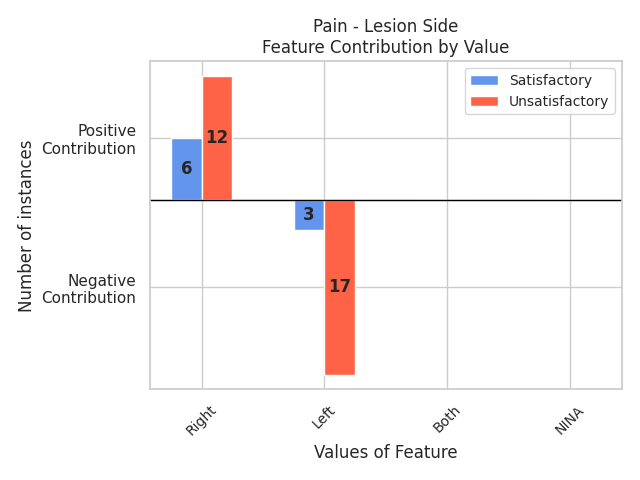 Pain - Lesion Side
Feature Contribution by Value
Satisfactory
Unsatisfactory
Number of instances
Positive
Contribution
Negative
Contribution
6
12
3
17
Right
Left
Both
NINA
Values of Feature